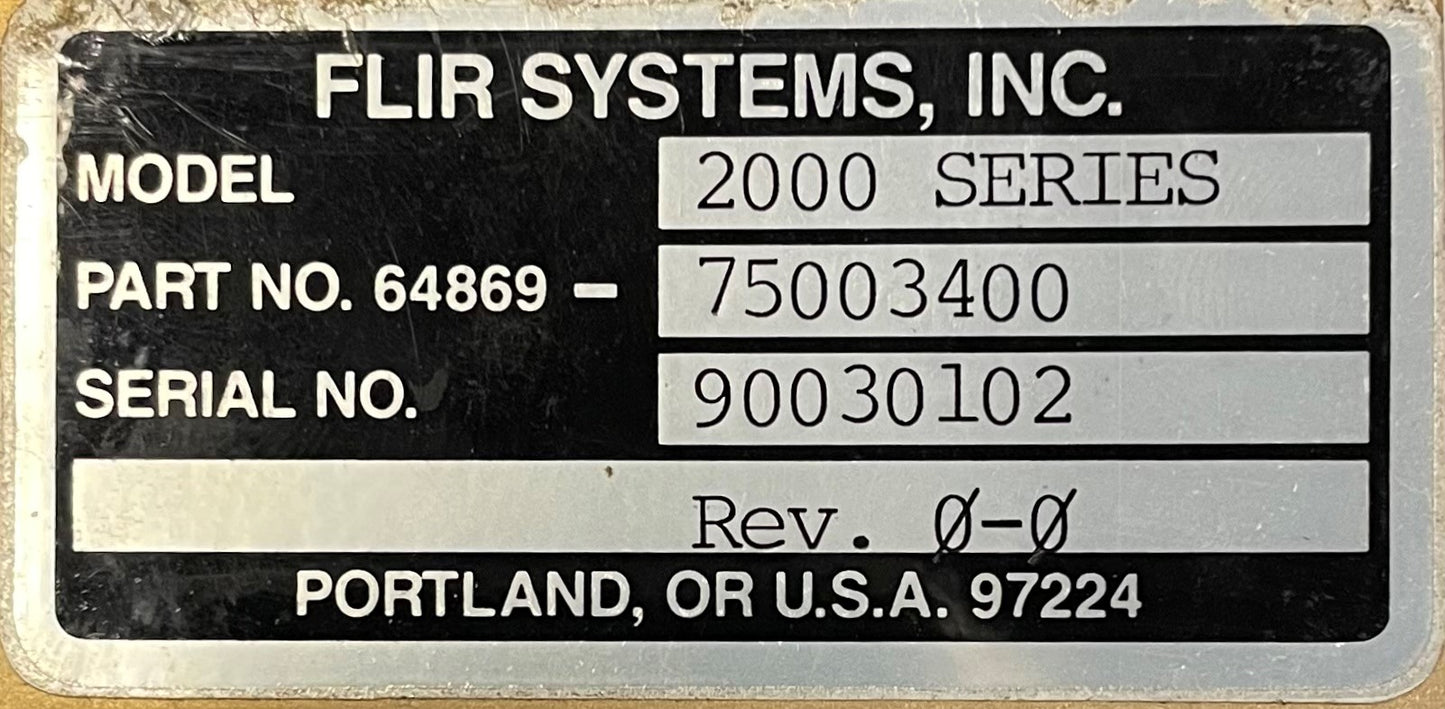 FLIR SYSTEMS, INC.
MODEL 2000 SERIES
PART NO. 64869 - 75003400
SERIAL NO. 90030102
Rev. Ø-Ø
PORTLAND, OR U.S.A. 97224